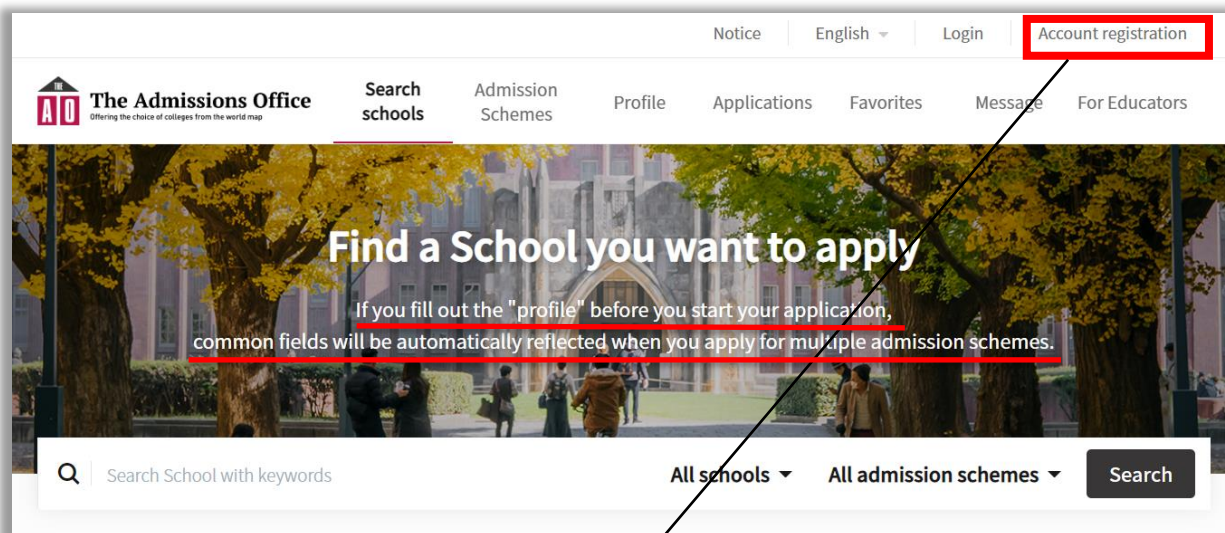 Notice English Login Account registration
THE
AO
The Admissions Office
Offering the choice of colleges from the world map
Search schools
Admission Schemes
Profile
Applications
Favorites
Message
For Educators
Find a School you want to apply
If you fill out the "profile" before you start your application,
common fields will be automatically reflected when you apply for multiple admission schemes.
Search School with keywords All schools All admission schemes Search